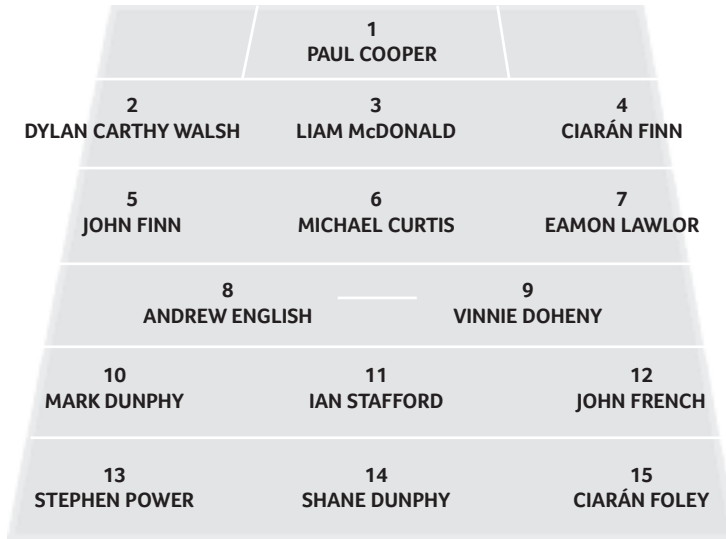 1
PAUL COOPER
2
DYLAN CARTHY WALSH
3
LIAM McDONALD
4
CIARÁN FINN
5
JOHN FINN
6
MICHAEL CURTIS
7
EAMON LAWLOR
8
ANDREW ENGLISH
9
VINNIE DOHENY
10
MARK DUNPHY
11
IAN STAFFORD
12
JOHN FRENCH
13
STEPHEN POWER
14
SHANE DUNPHY
15
CIARÁN FOLEY